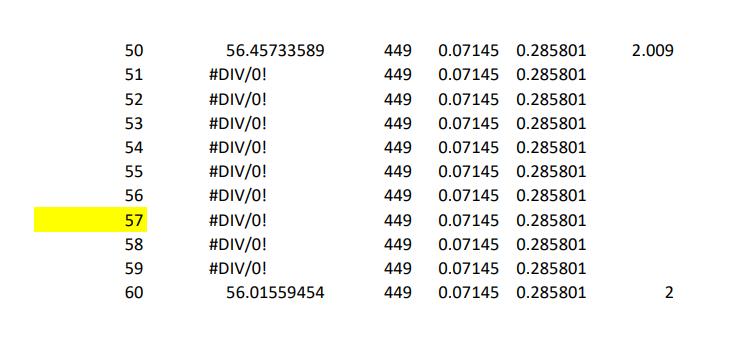 50 56.45733589 449 0.07145 0.285801 2.009
51 #DIV/0! 449 0.07145 0.285801
52 #DIV/0! 449 0.07145 0.285801
53 #DIV/0! 449 0.07145 0.285801
54 #DIV/0! 449 0.07145 0.285801
55 #DIV/0! 449 0.07145 0.285801
56 #DIV/0! 449 0.07145 0.285801
57 #DIV/0! 449 0.07145 0.285801
58 #DIV/0! 449 0.07145 0.285801
59 #DIV/0! 449 0.07145 0.285801
60 56.01559454 449 0.07145 0.285801 2